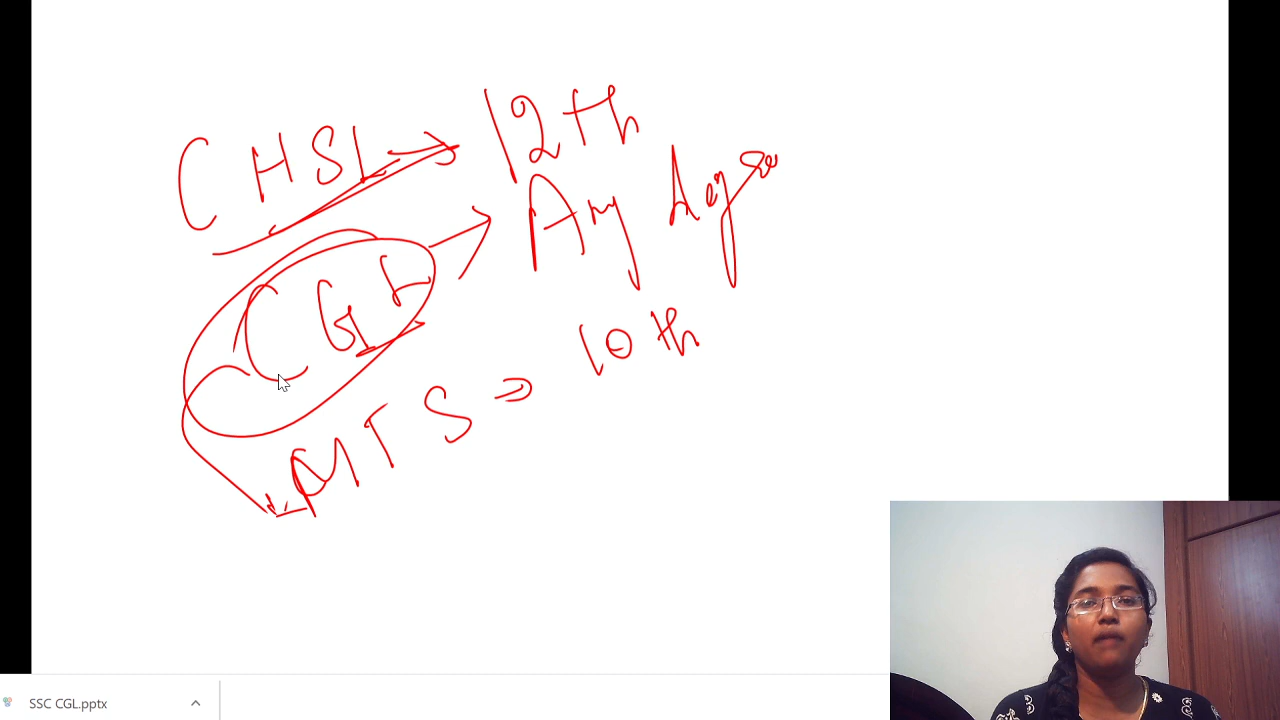 CHSL → 12th
CGL → Any degree
MTS ⇒ 10th
SSC CGL.pptx